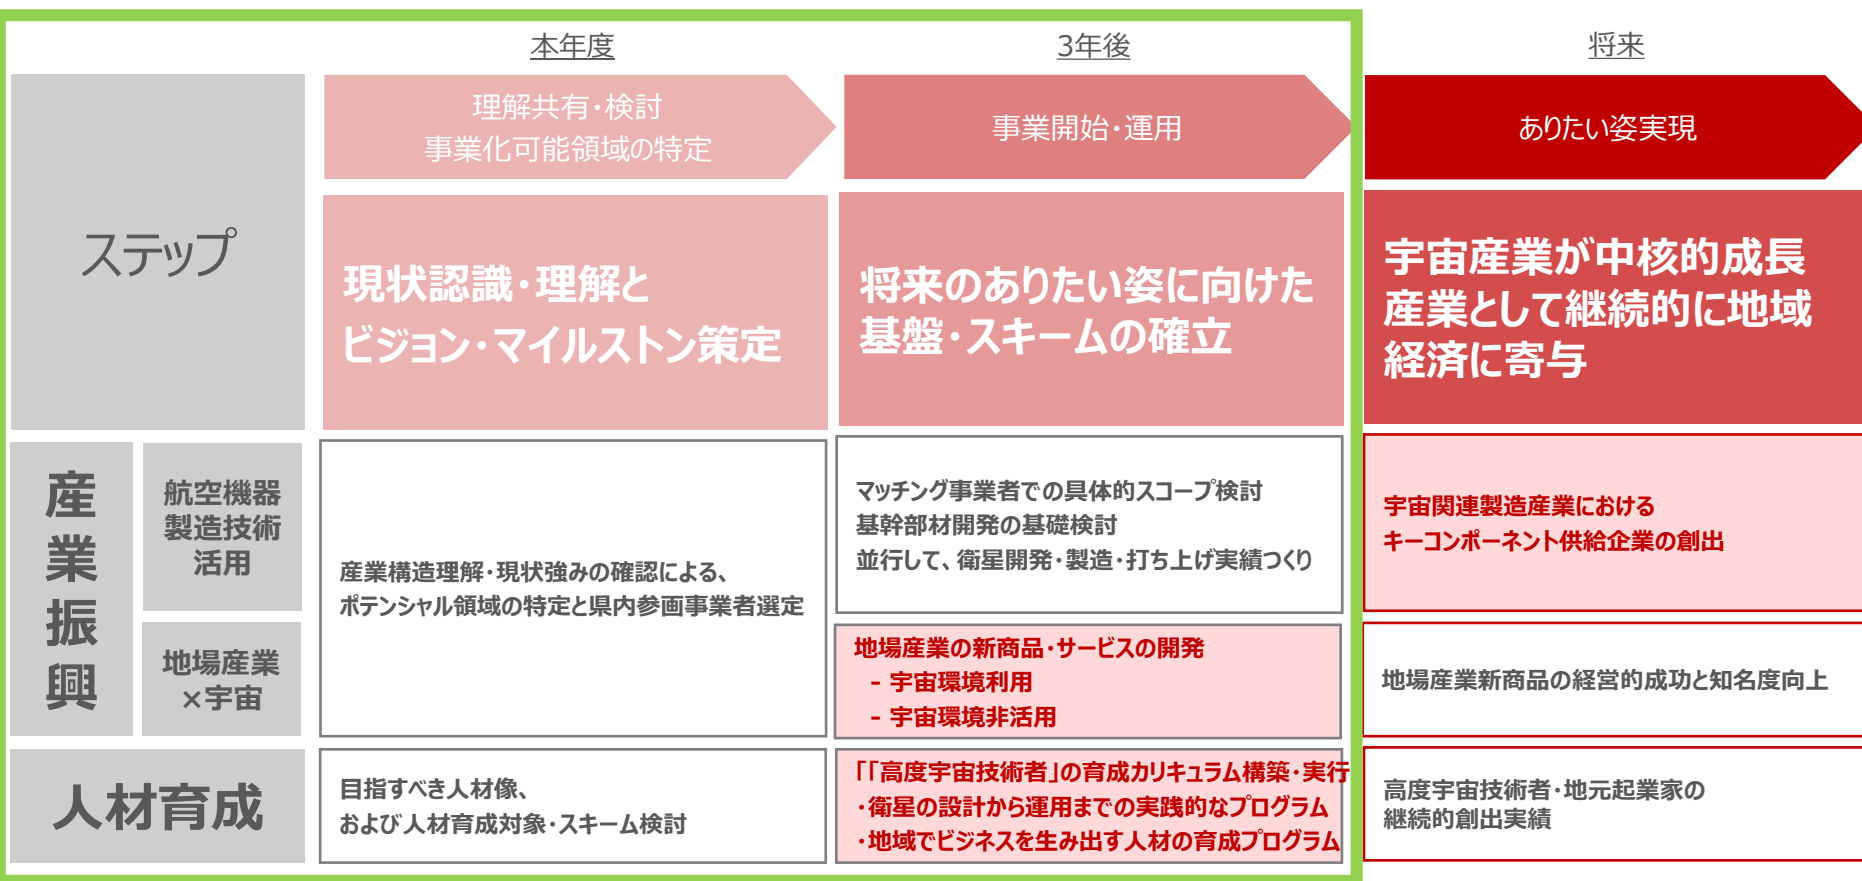 本年度
3年後
将来
ステップ
理解共有・検討
事業化可能領域の特定
事業開始・運用
ありたい姿実現
現状認識・理解と
ビジョン・マイルストン策定
将来のありたい姿に向けた
基盤・スキームの確立
宇宙産業が中核的成長
産業として継続的に地域
経済に寄与
産業振興
航空機器
製造技術
活用
産業構造理解・現状強みの確認による、
ポテンシャル領域の特定と県内参画事業者選定
マッチング事業者での具体的スコープ検討
基幹部材開発の基礎検討
並行して、衛星開発・製造・打ち上げ実績つくり
宇宙関連製造産業における
キーコンポーネント供給企業の創出
地場産業
×宇宙
地場産業の新商品・サービスの開発
- 宇宙環境利用
- 宇宙環境非活用
地場産業新商品の経営的成功と知名度向上
人材育成
目指すべき人材像、
および人材育成対象・スキーム検討
「「高度宇宙技術者」の育成カリキュラム構築・実行
・衛星の設計から運用までの実践的なプログラム
・地域でビジネスを生み出す人材の育成プログラム
高度宇宙技術者・地元起業家の
継続的創出実績